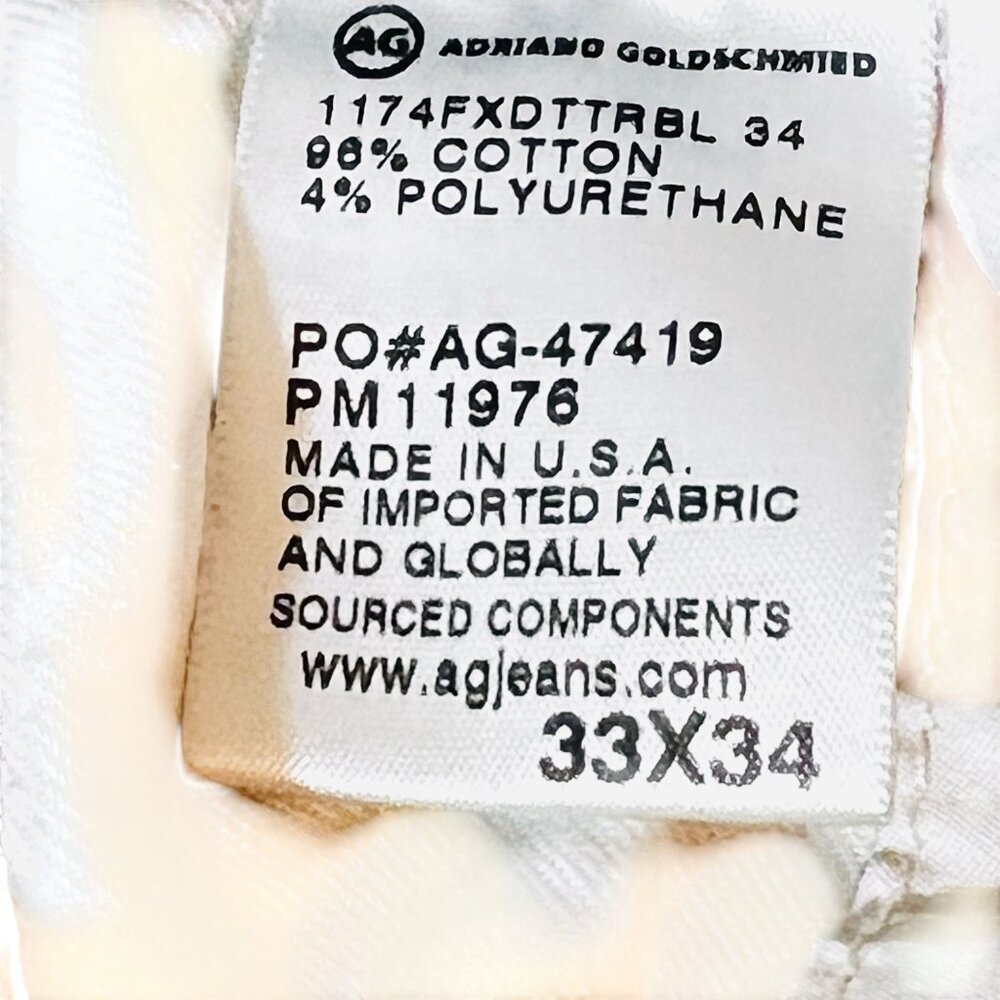 AG ADRIANO GOLDSCHMIED
1174FXDTTRBL 34
96% COTTON
4% POLYURETHANE
PO#AG-47419
PM11976
MADE IN U.S.A.
OF IMPORTED FABRIC
AND GLOBALLY
SOURCED COMPONENTS
www.agjeans.com
33X34